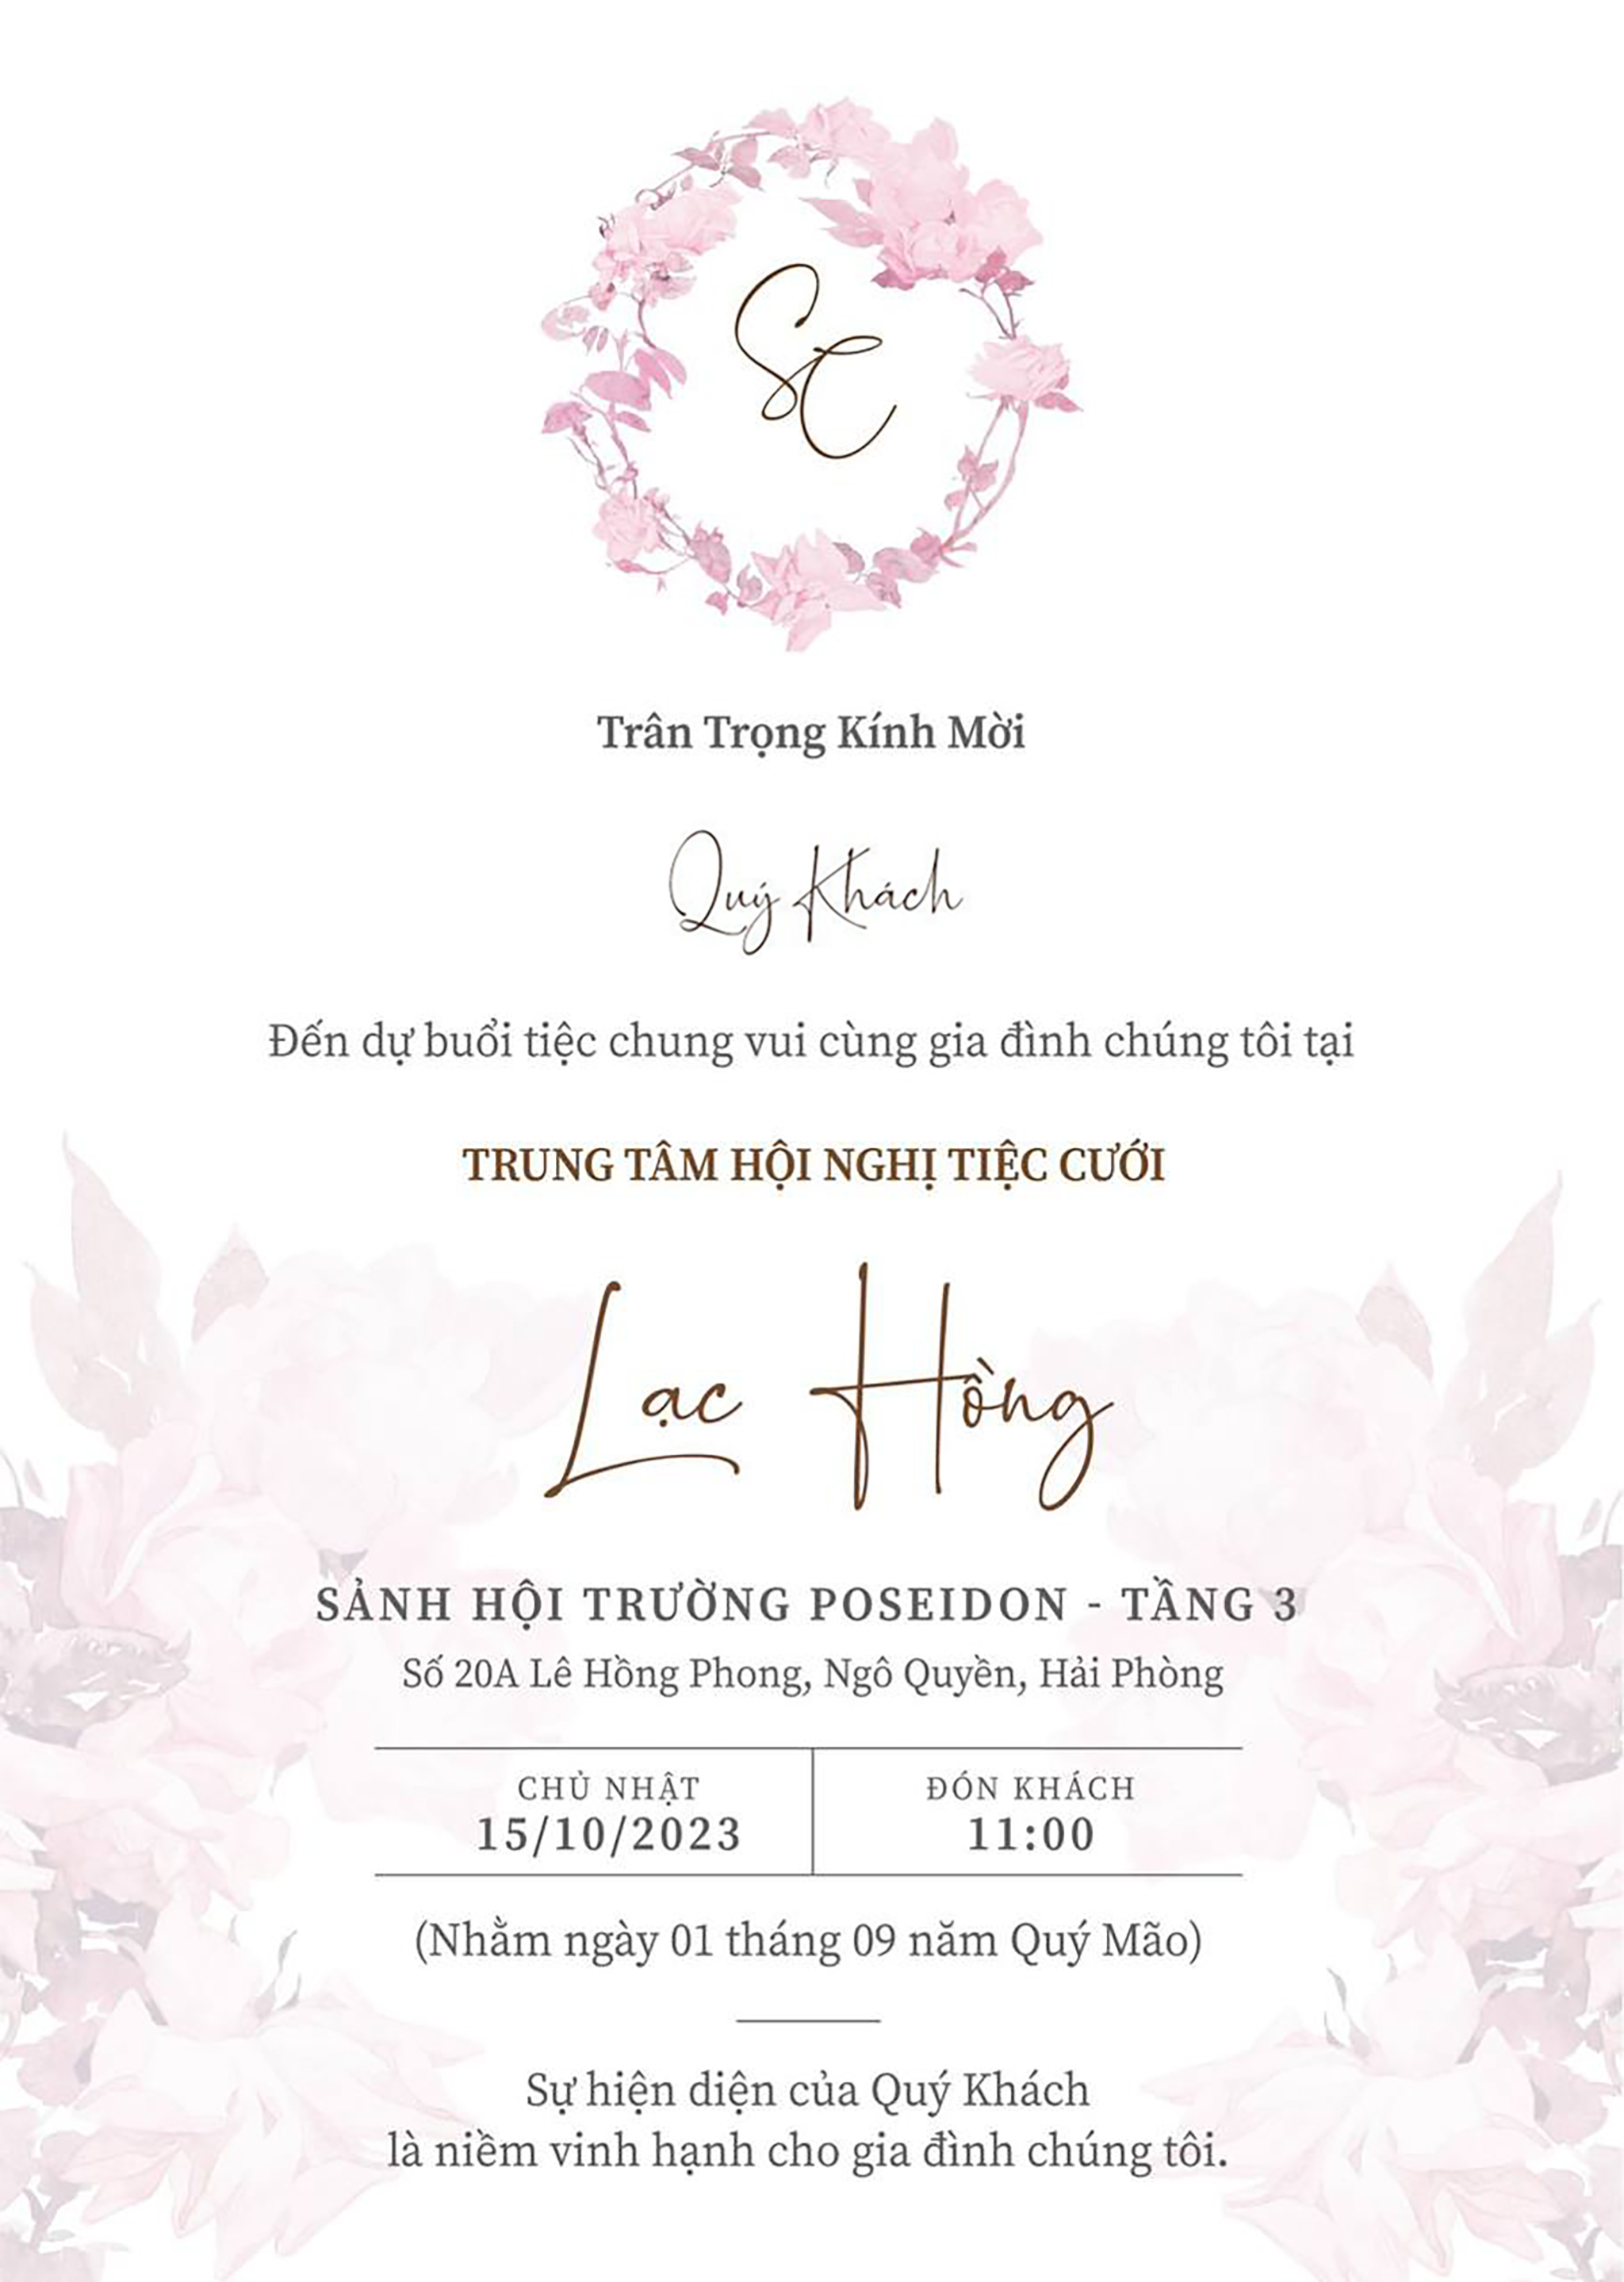 SC
Trân Trọng Kính Mời
Quý Khách
Đến dự buổi tiệc chung vui cùng gia đình chúng tôi tại
TRUNG TÂM HỘI NGHỊ TIỆC CƯỚI
Lạc Hồng
SẢNH HỘI TRƯỜNG POSEIDON - TẦNG 3
Số 20A Lê Hồng Phong, Ngô Quyền, Hải Phòng
CHỦ NHẬT
15/10/2023
ĐÓN KHÁCH
11:00
(Nhằm ngày 01 tháng 09 năm Quý Mão)
Sự hiện diện của Quý Khách
là niềm vinh hạnh cho gia đình chúng tôi.